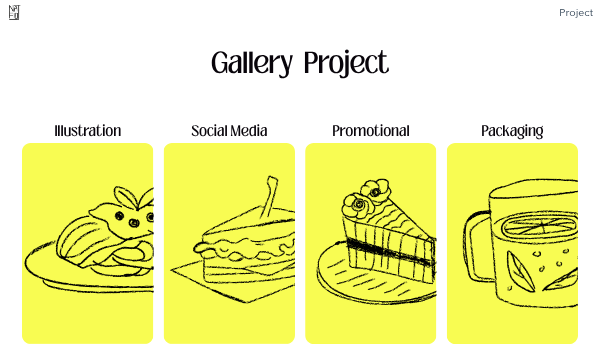 Project
Gallery Project
Illustration
Social Media
Promotional
Packaging